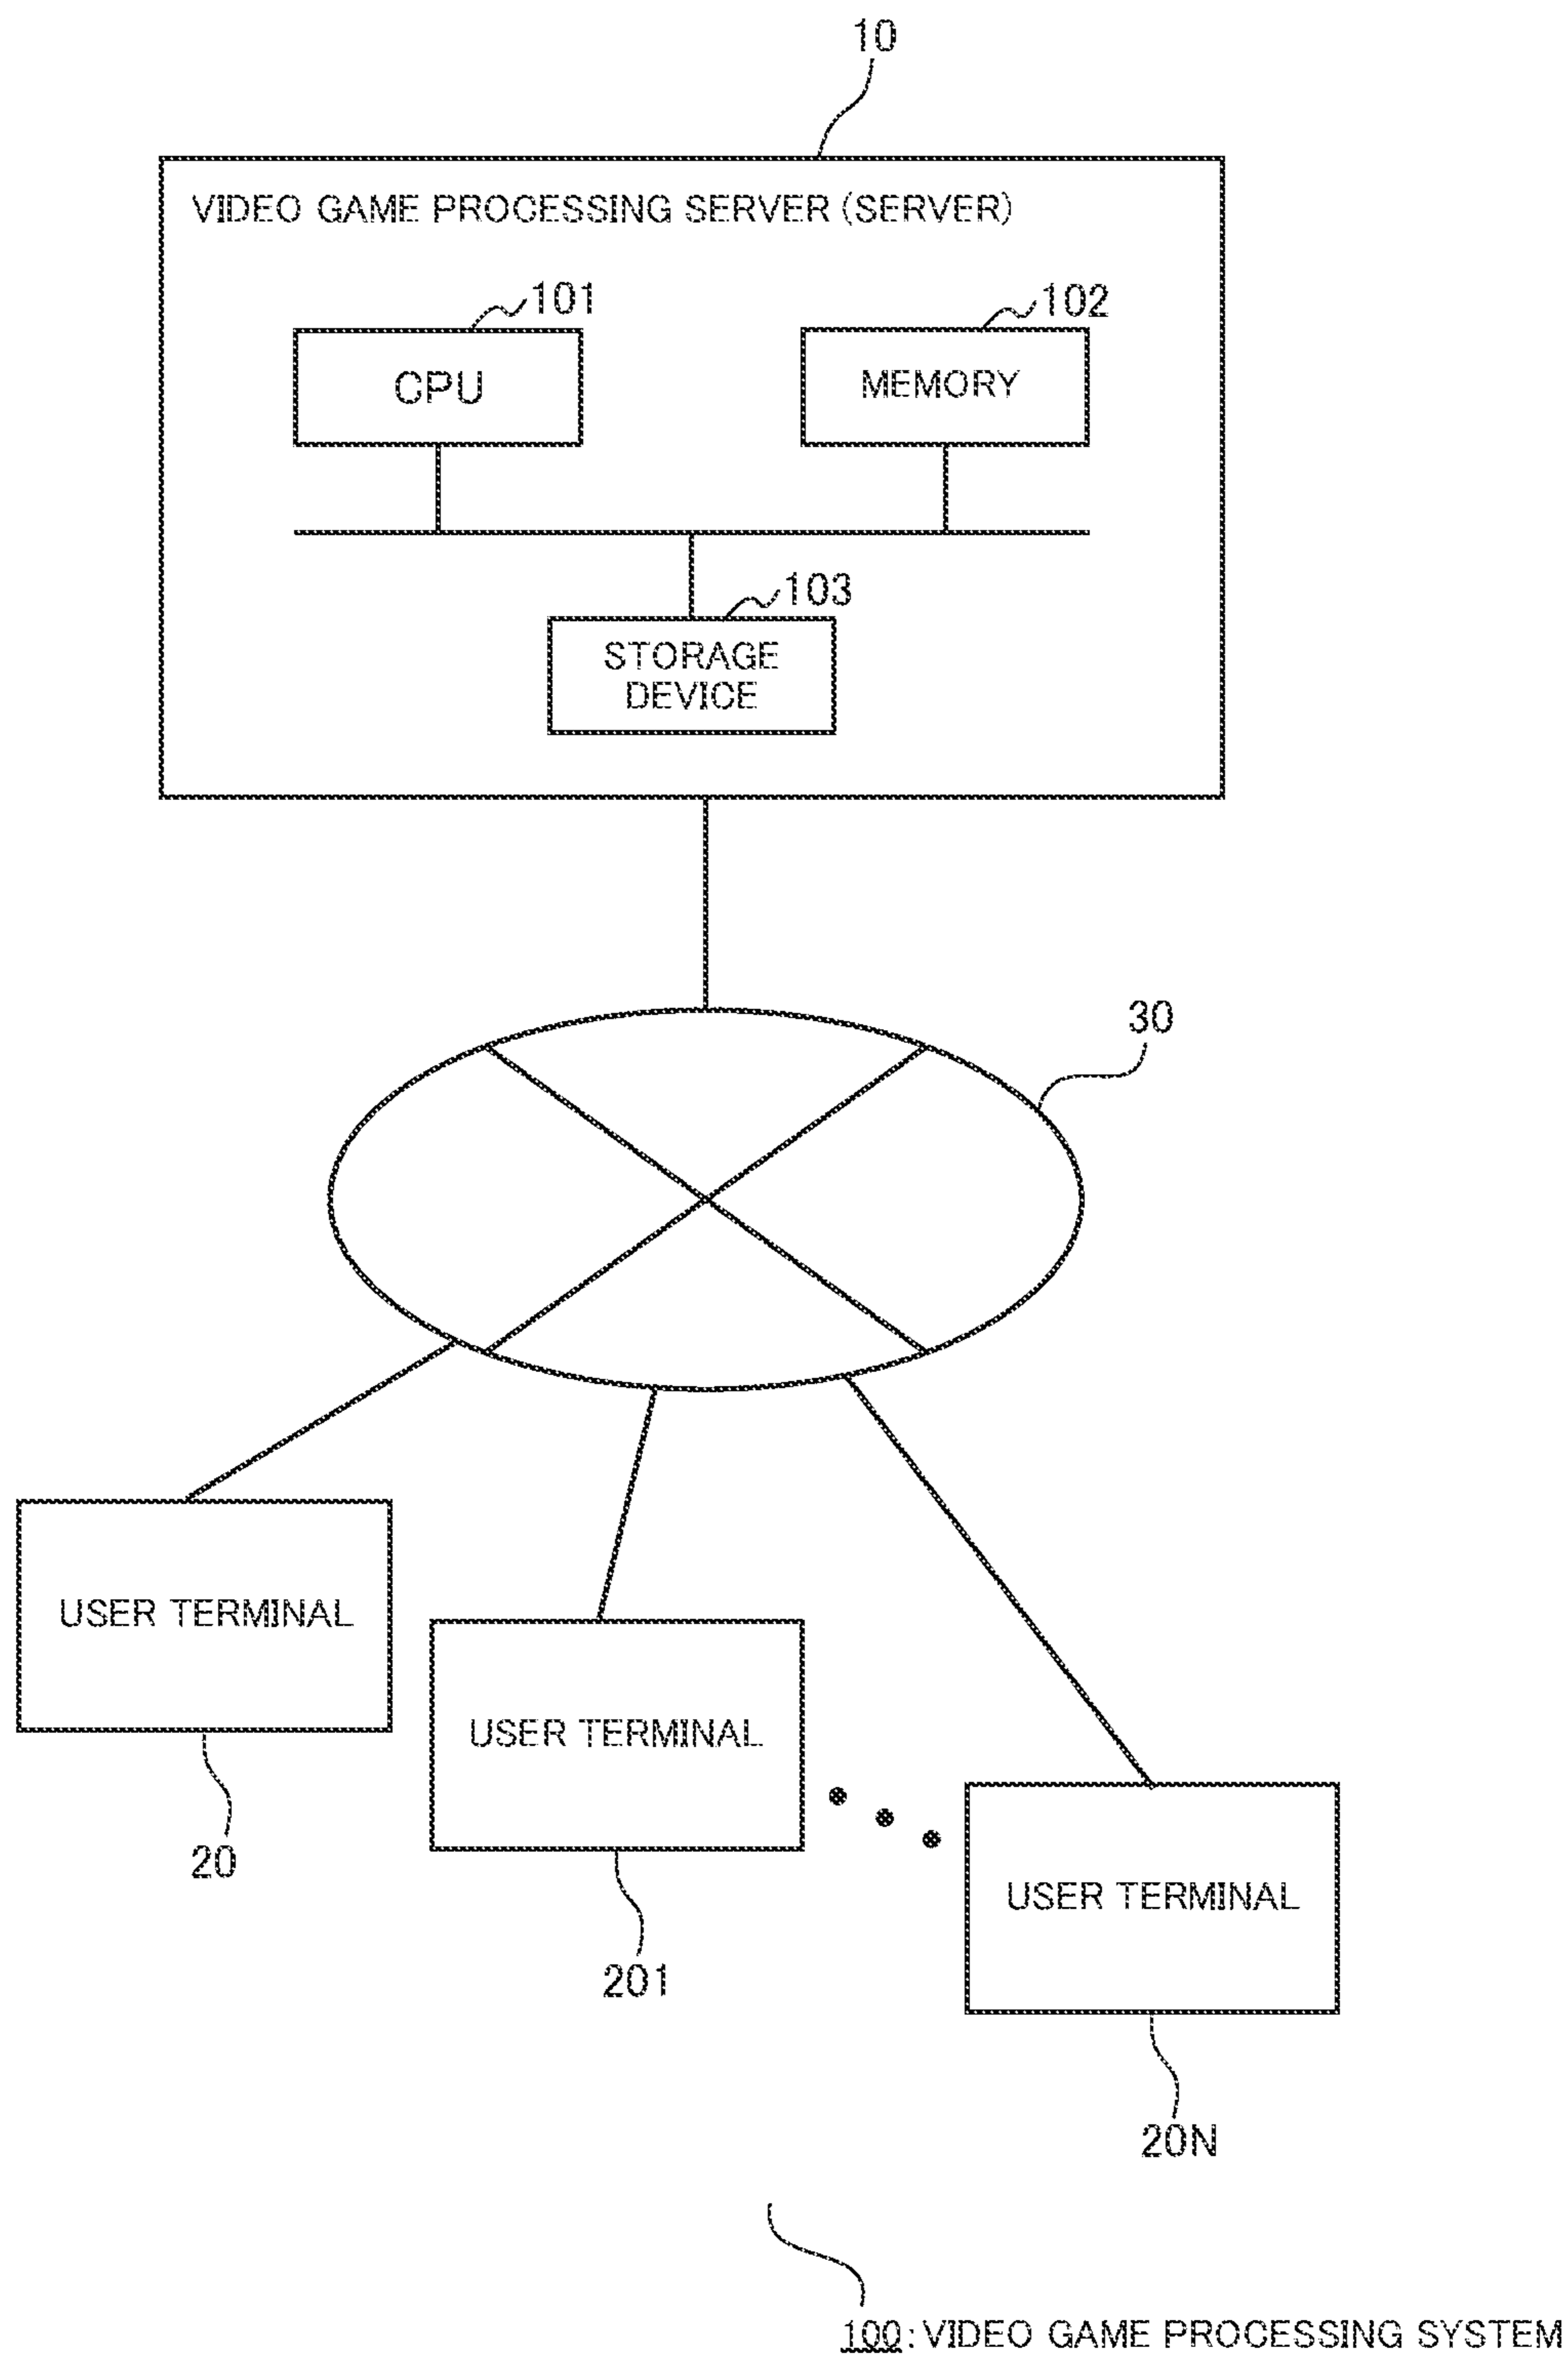 10
VIDEO GAME PROCESSING SERVER (SERVER)
101
102
CPU
MEMORY
103
STORAGE
DEVICE
30
USER TERMINAL
USER TERMINAL
20
USER TERMINAL
201
20N
100: VIDEO GAME PROCESSING SYSTEM